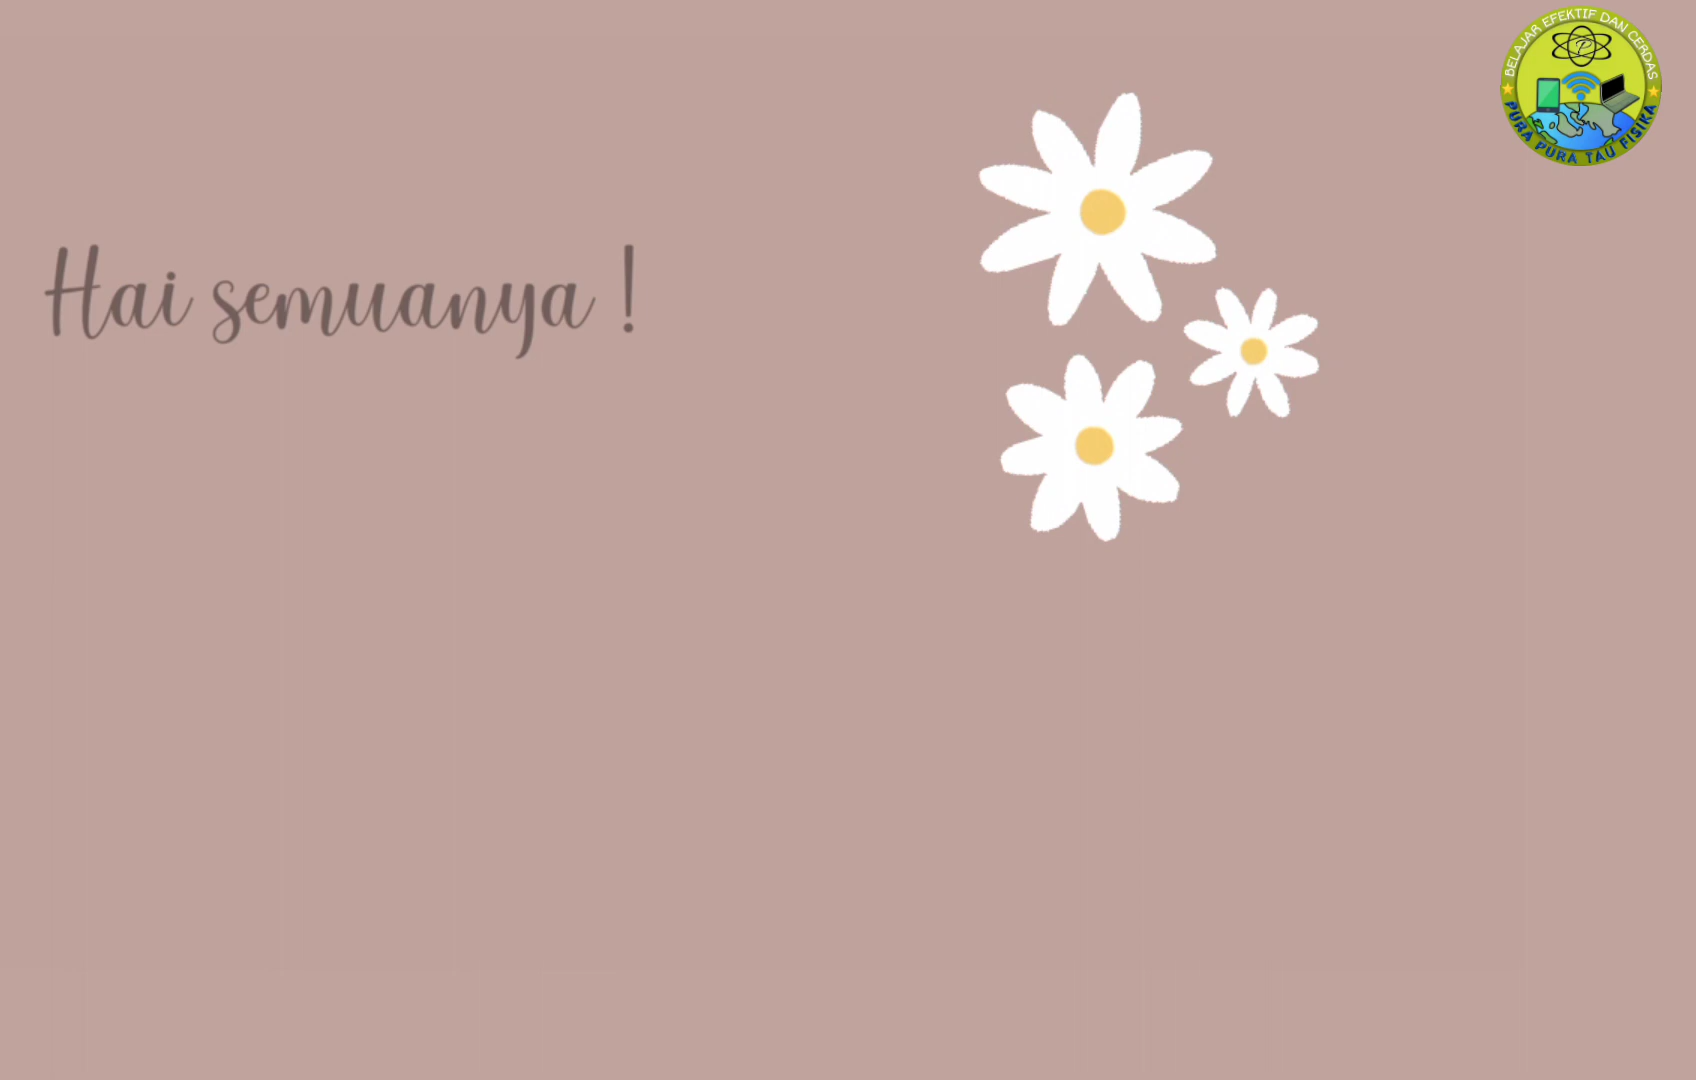 BELAJAR EFEKTIF DAN CERDAS
P
PURA PURA TAU FISIKA
Hai semuanya !